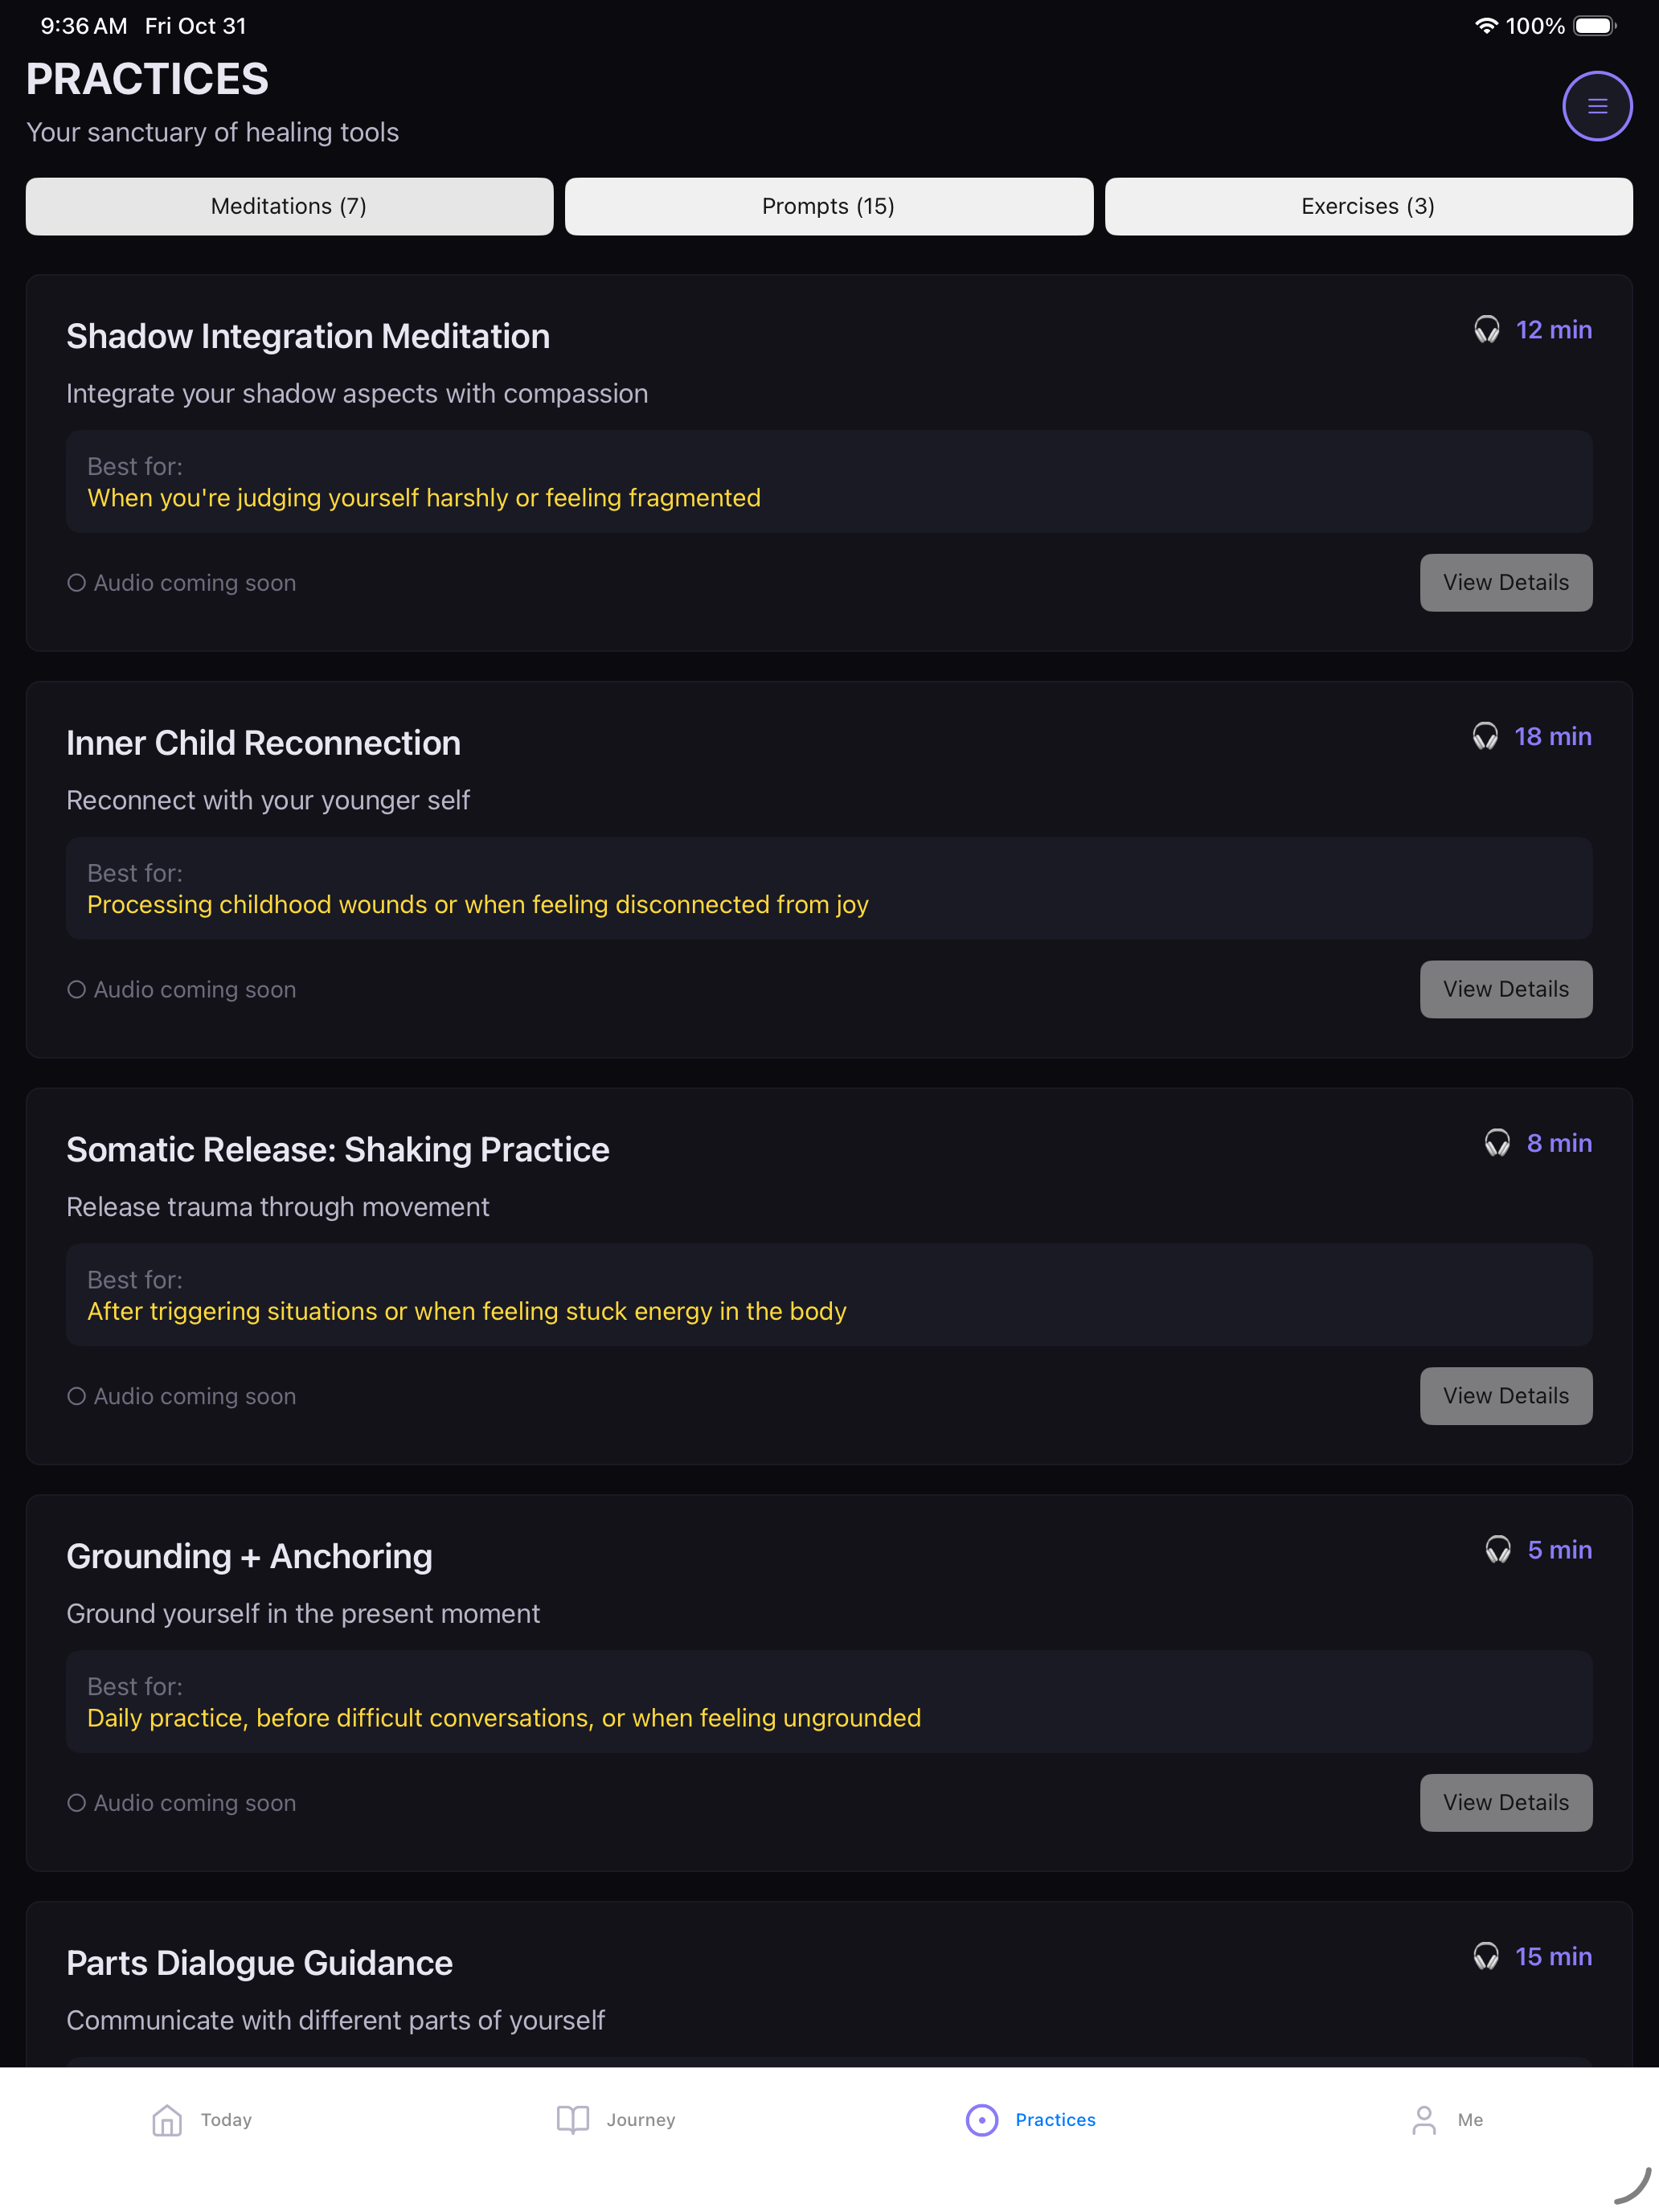 9:36 AM Fri Oct 31 100%
PRACTICES
Your sanctuary of healing tools
Meditations (7) Prompts (15) Exercises (3)
Shadow Integration Meditation 12 min
Integrate your shadow aspects with compassion
Best for:
When you're judging yourself harshly or feeling fragmented
Audio coming soon View Details
Inner Child Reconnection 18 min
Reconnect with your younger self
Best for:
Processing childhood wounds or when feeling disconnected from joy
Audio coming soon View Details
Somatic Release: Shaking Practice 8 min
Release trauma through movement
Best for:
After triggering situations or when feeling stuck energy in the body
Audio coming soon View Details
Grounding + Anchoring 5 min
Ground yourself in the present moment
Best for:
Daily practice, before difficult conversations, or when feeling ungrounded
Audio coming soon View Details
Parts Dialogue Guidance 15 min
Communicate with different parts of yourself
Today Journey Practices Me